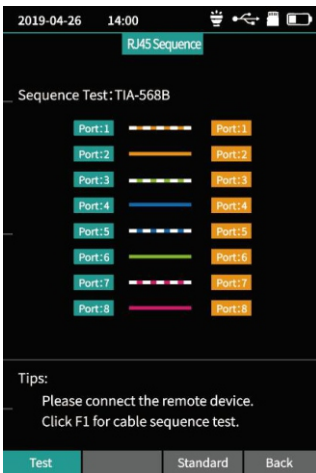 2019-04-26 14:00
RJ45 Sequence
Sequence Test:TIA-568B
Port:1 Port:1
Port:2 Port:2
Port:3 Port:3
Port:4 Port:4
Port:5 Port:5
Port:6 Port:6
Port:7 Port:7
Port:8 Port:8
Tips:
Please connect the remote device.
Click F1 for cable sequence test.
Test Standard Back